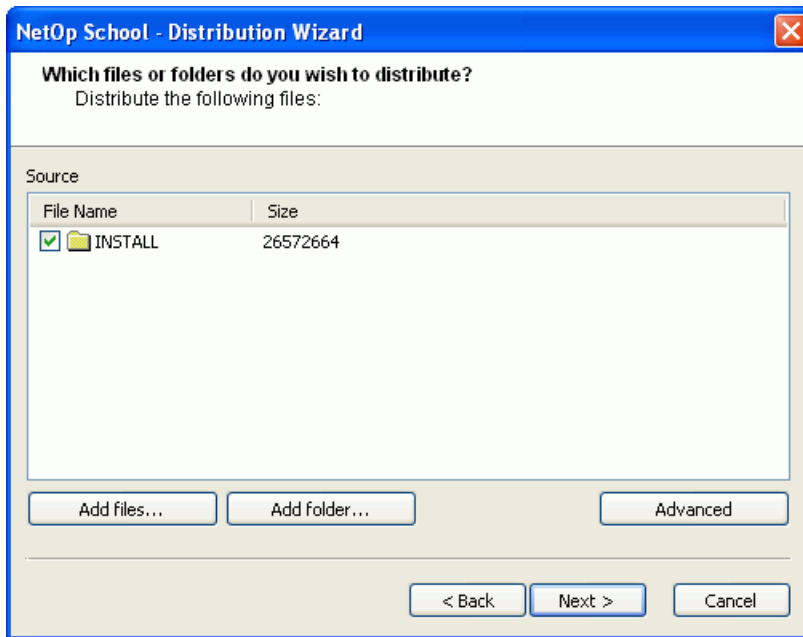 NetOp School - Distribution Wizard
Which files or folders do you wish to distribute?
Distribute the following files:
Source
File Name Size
INSTALL 26572664
Add files... Add folder... Advanced
< Back Next > Cancel